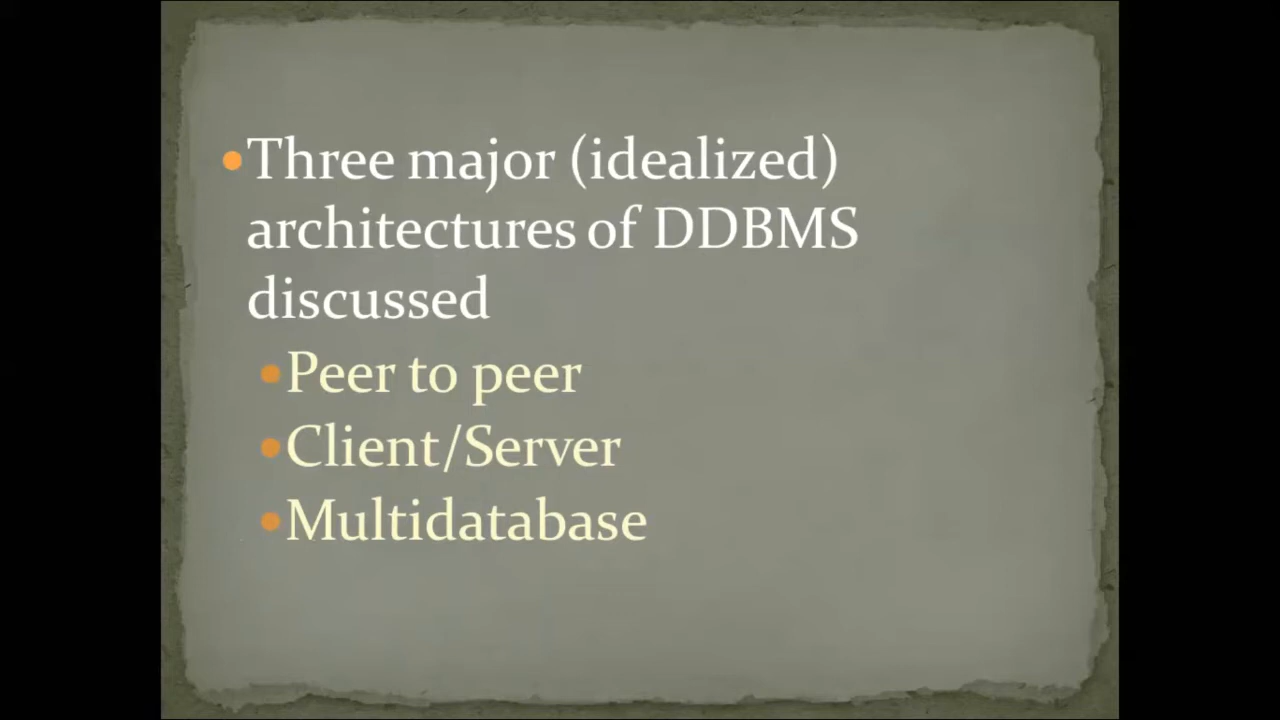 •Three major (idealized)
architectures of DDBMS
discussed
•Peer to peer
•Client/Server
•Multidatabase